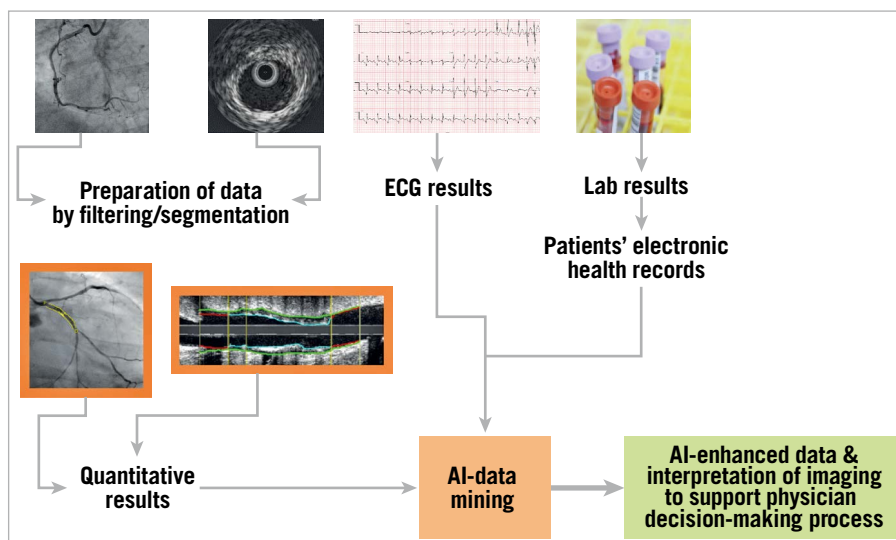 Preparation of data
by filtering/segmentation
ECG results
Lab results
Patients' electronic
health records
Quantitative
results
AI-data
mining
AI-enhanced data &
interpretation of imaging
to support physician
decision-making process